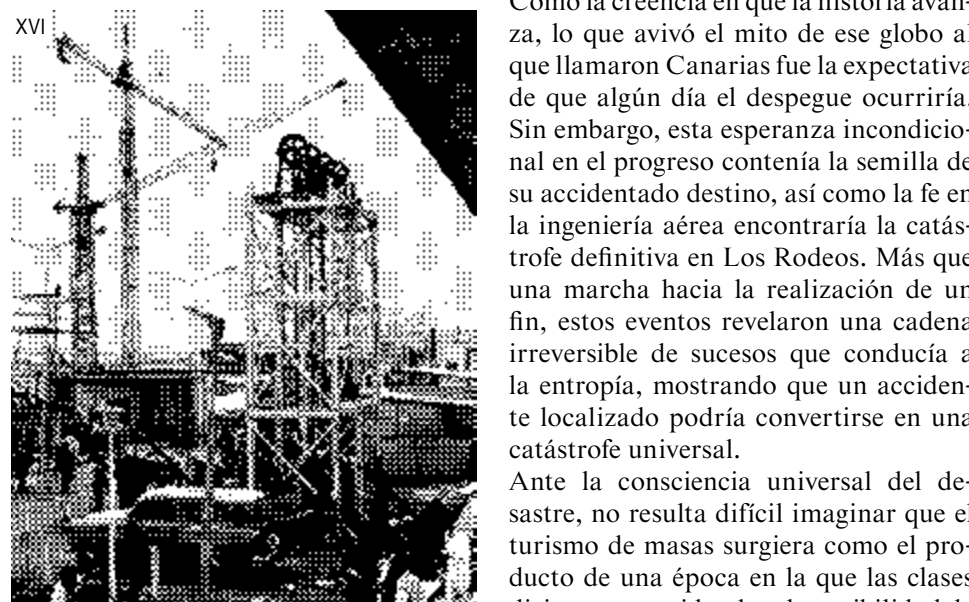 XVI
Como la creencia en que la historia avan-
za, lo que avivó el mito de ese globo al
que llamaron Canarias fue la expectativa
de que algún día el despegue ocurriría.
Sin embargo, esta esperanza incondicio-
nal en el progreso contenía la semilla de
su accidentado destino, así como la fe en
la ingeniería aérea encontraría la catás-
trofe definitiva en Los Rodeos. Más que
una marcha hacia la realización de un
fin, estos eventos revelaron una cadena
irreversible de sucesos que conducía a
la entropía, mostrando que un acciden-
te localizado podría convertirse en una
catástrofe universal.
Ante la consciencia universal del de-
sastre, no resulta difícil imaginar que el
turismo de masas surgiera como el pro-
ducto de una época en la que las clases